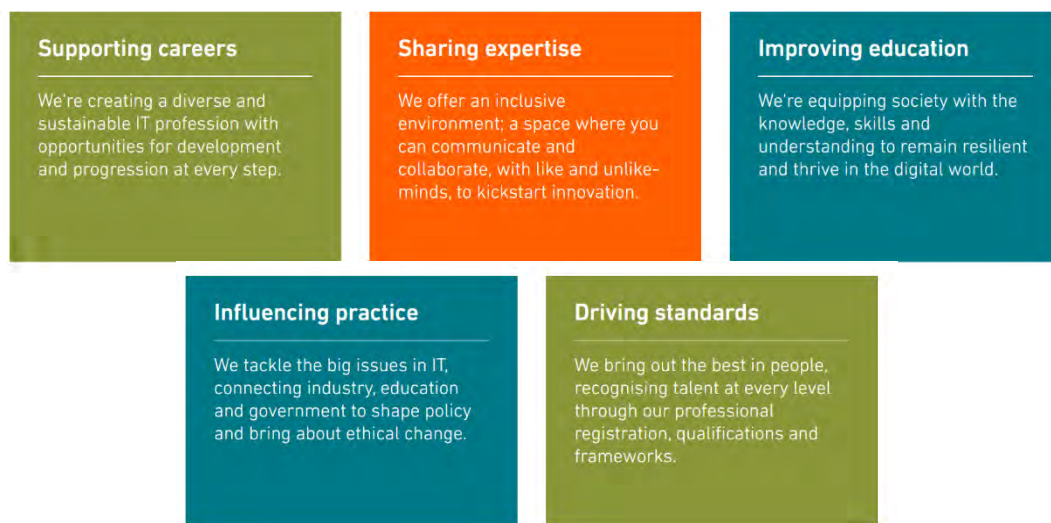 Supporting careers
We're creating a diverse and
sustainable IT profession with
opportunities for development
and progression at every step.
Sharing expertise
We offer an inclusive
environment; a space where you
can communicate and
collaborate, with like and unlike-
minds, to kickstart innovation.
Improving education
We're equipping society with the
knowledge, skills and
understanding to remain resilient
and thrive in the digital world.
Influencing practice
We tackle the big issues in IT,
connecting industry, education
and government to shape policy
and bring about ethical change.
Driving standards
We bring out the best in people,
recognising talent at every level
through our professional
registration, qualifications and
frameworks.